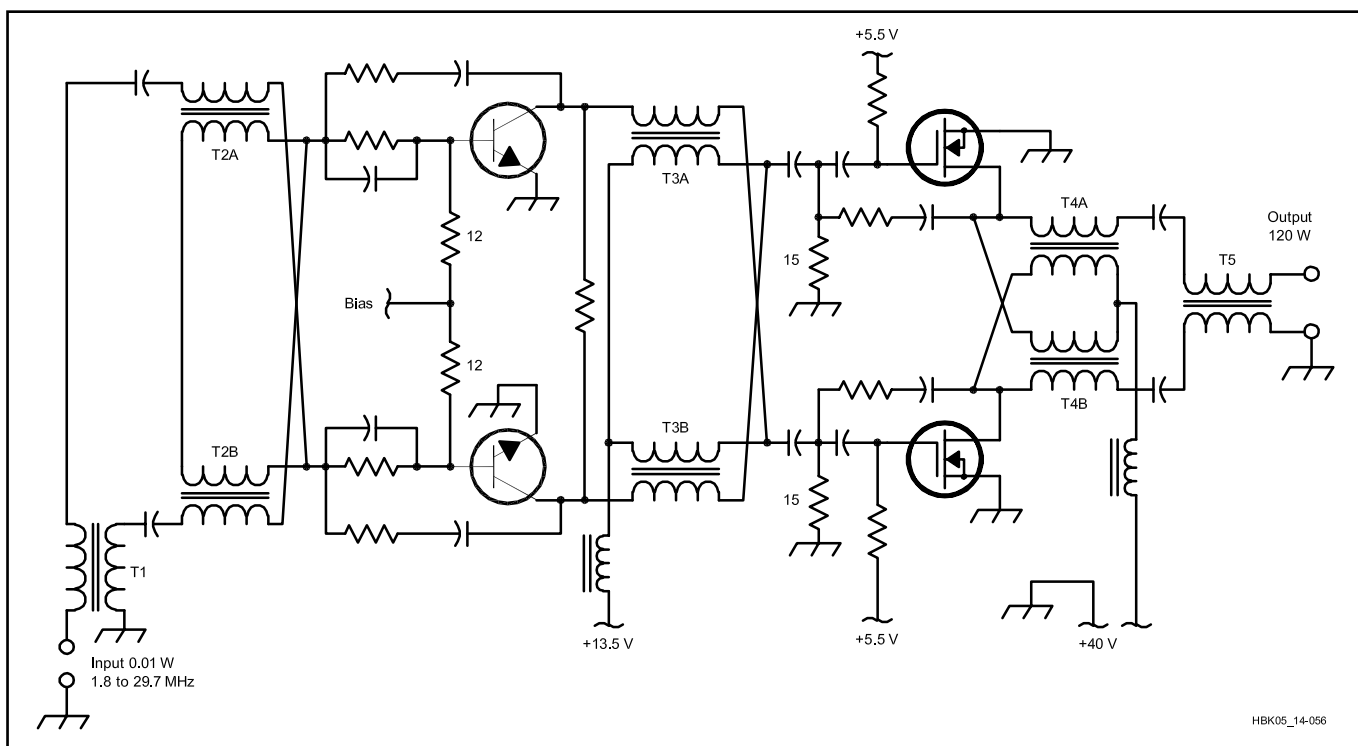 +5.5 V
T2A
T3A
T4A
Output
120 W
T5
12
15
Bias
12
T2B
T3B
T4B
15
T1
Input 0.01 W
1.8 to 29.7 MHz
+13.5 V
+5.5 V
+40 V
HBK05_14-056